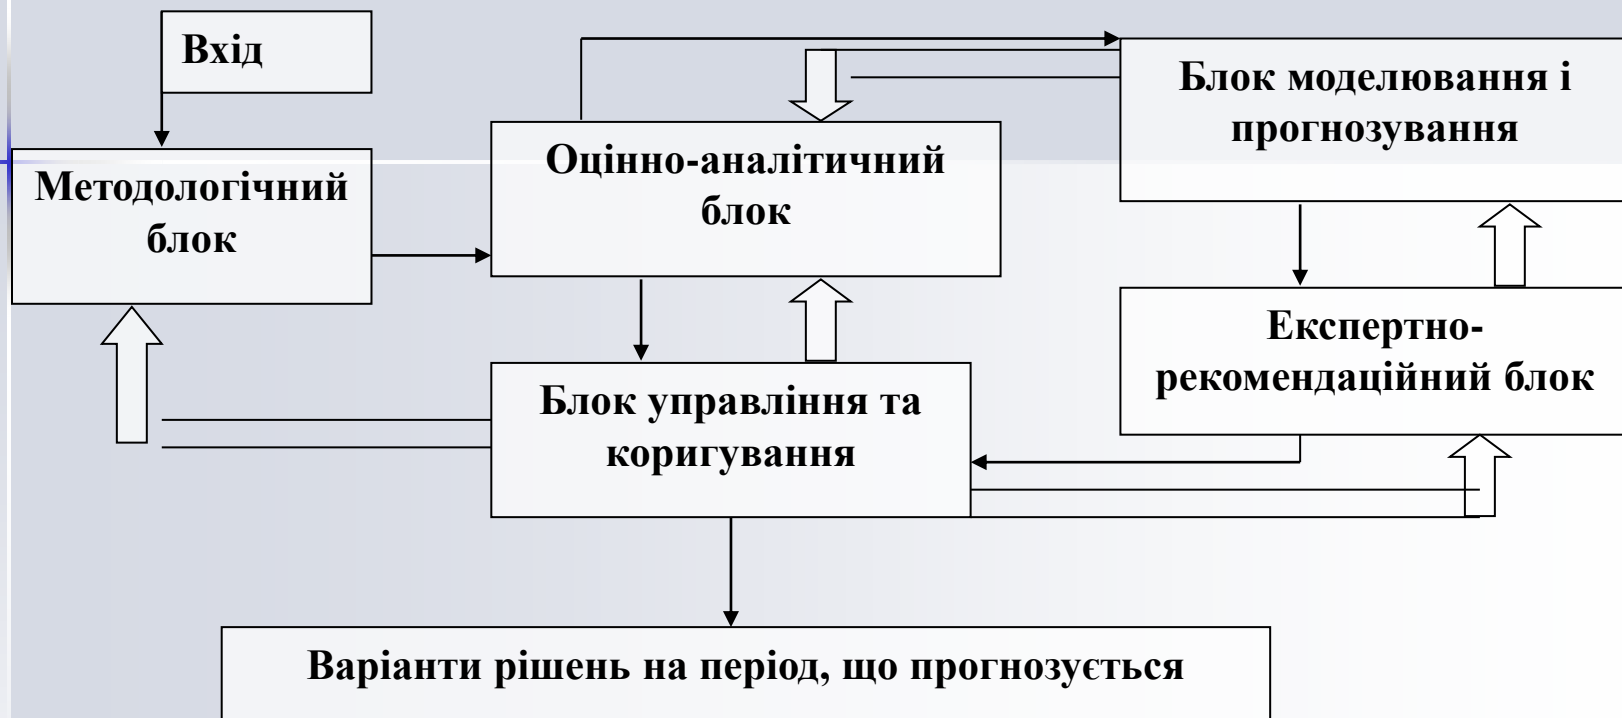 Вхід
Методологічний
блок
Оцінно-аналітичний
блок
Блок моделювання і
прогнозування
Експертно-
рекомендаційний блок
Блок управління та
коригування
Варіанти рішень на період, що прогнозується